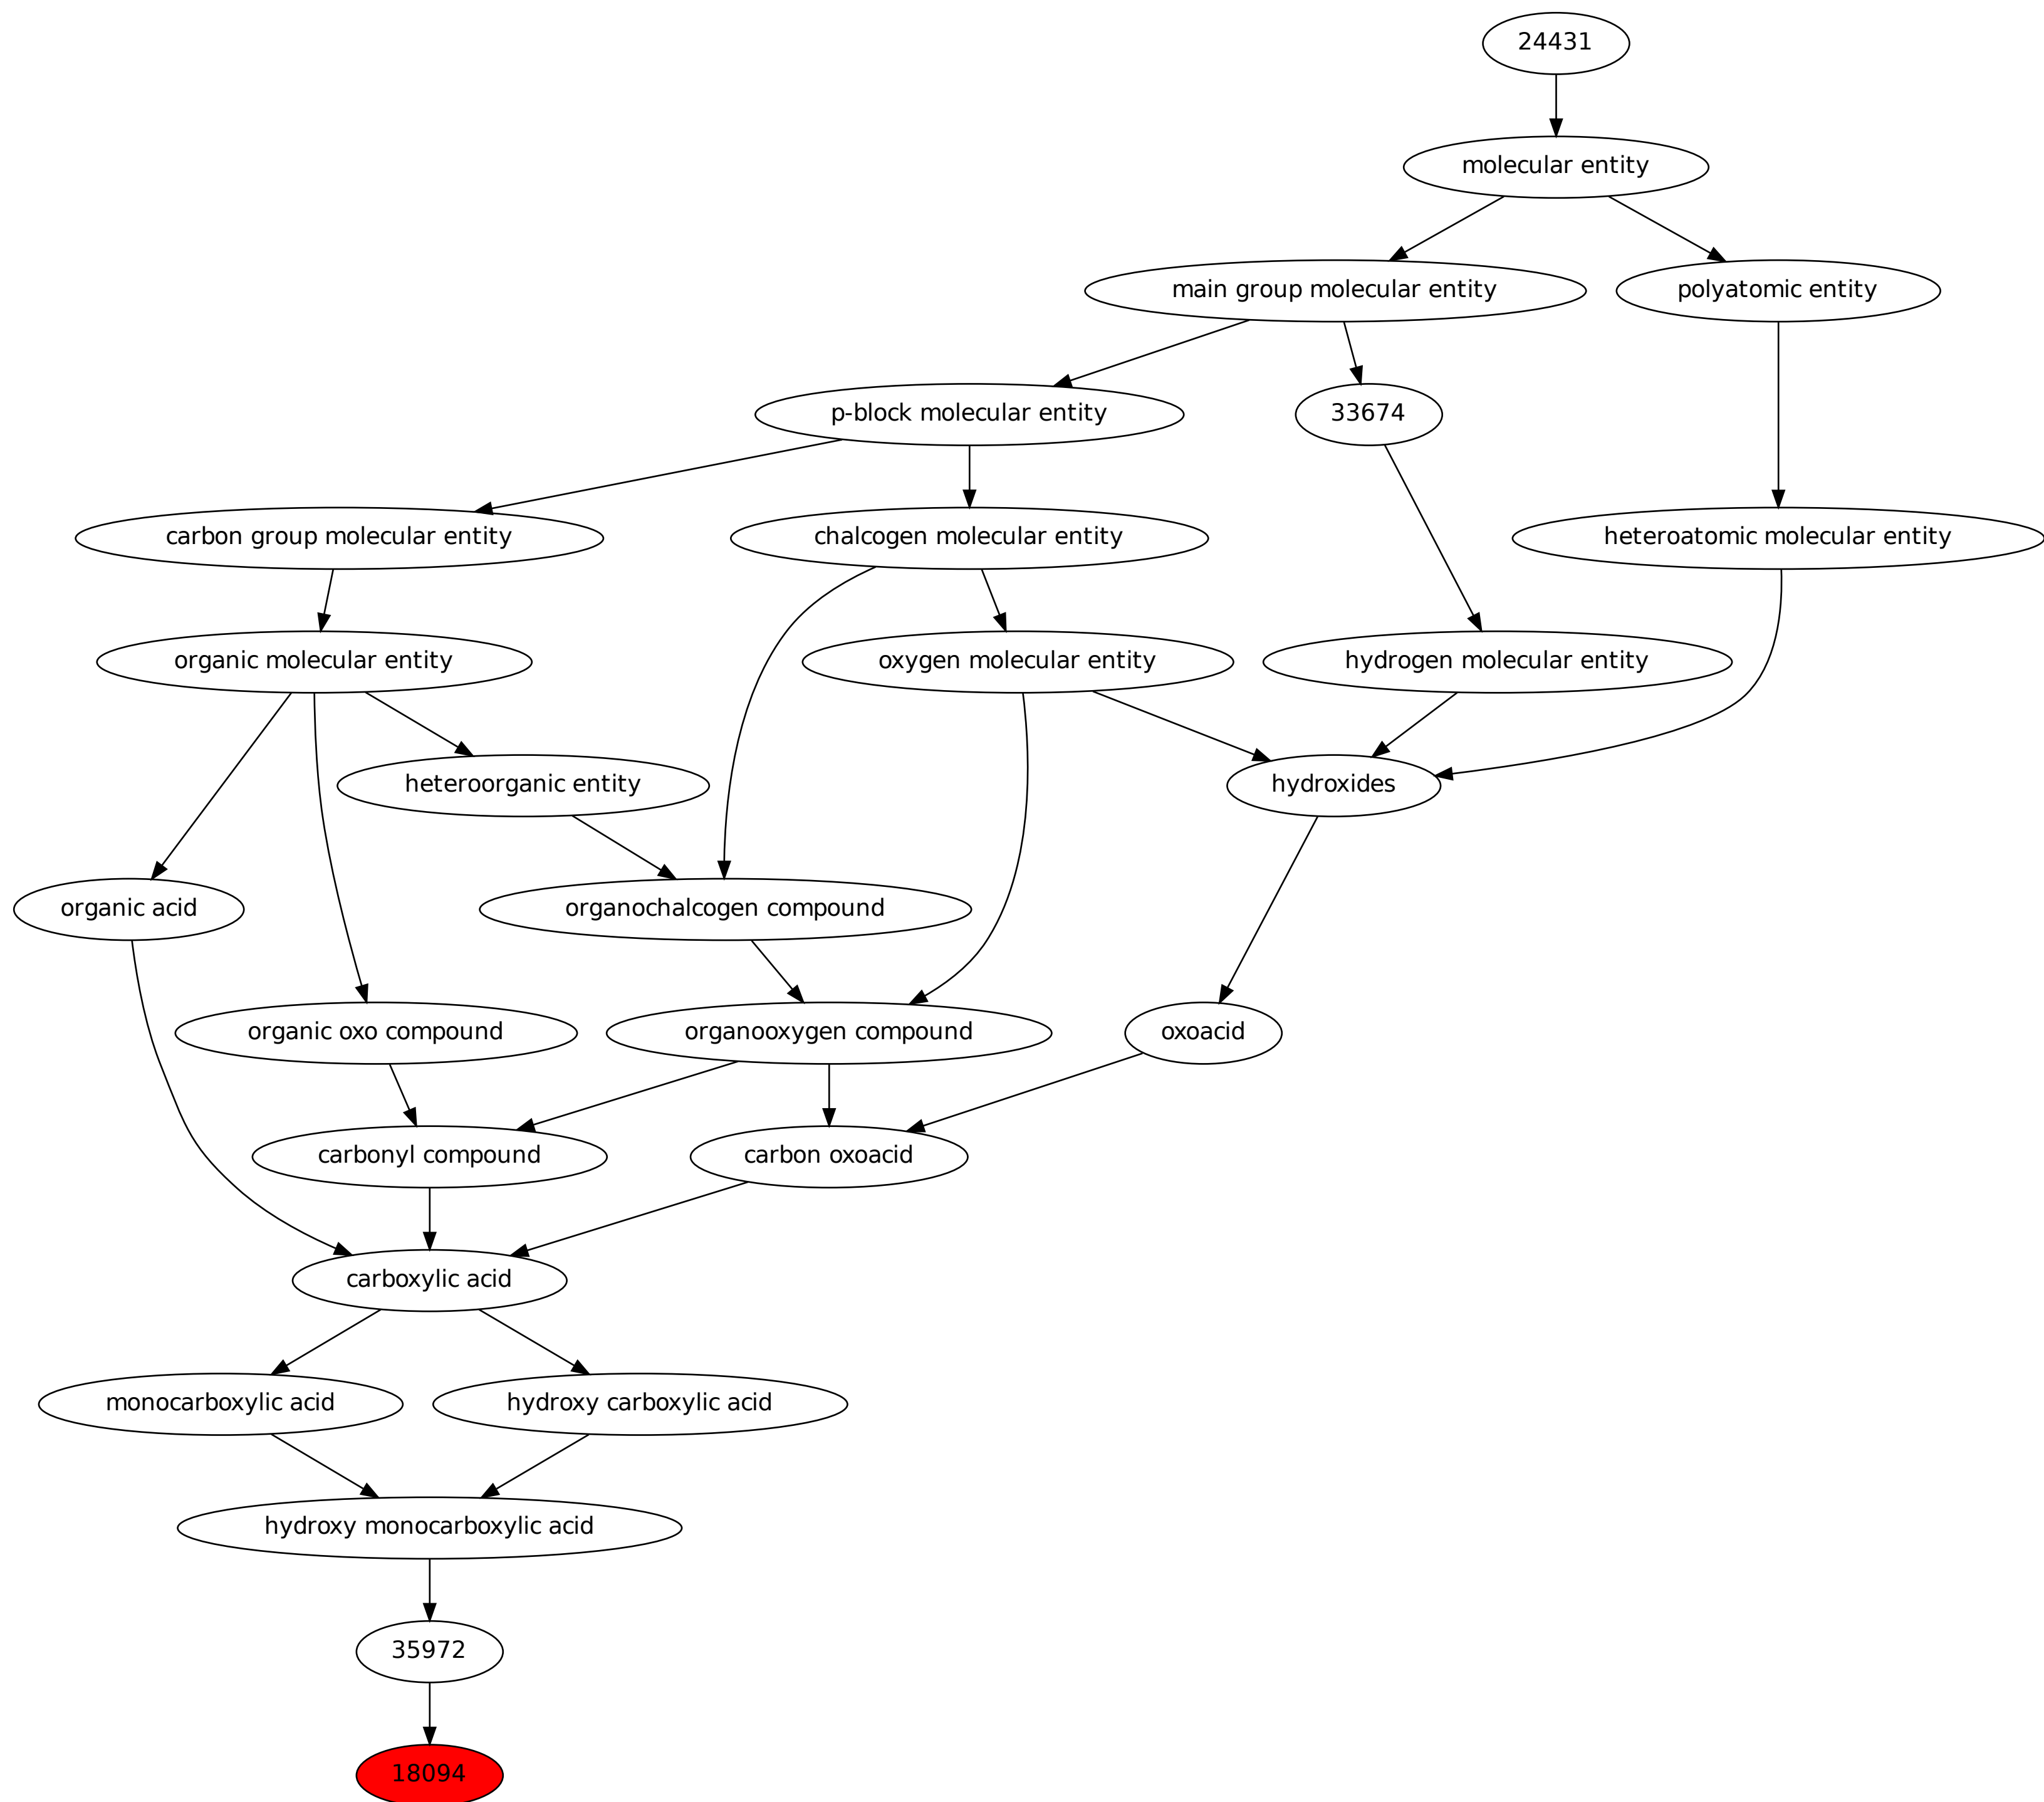 24431
molecular entity
main group molecular entity
polyatomic entity
p-block molecular entity
33674
carbon group molecular entity
chalcogen molecular entity
heteroatomic molecular entity
organic molecular entity
oxygen molecular entity
hydrogen molecular entity
heteroorganic entity
hydroxides
organic acid
organochalcogen compound
organic oxo compound
organooxygen compound
oxoacid
carbonyl compound
carbon oxoacid
carboxylic acid
monocarboxylic acid
hydroxy carboxylic acid
hydroxy monocarboxylic acid
35972
18094